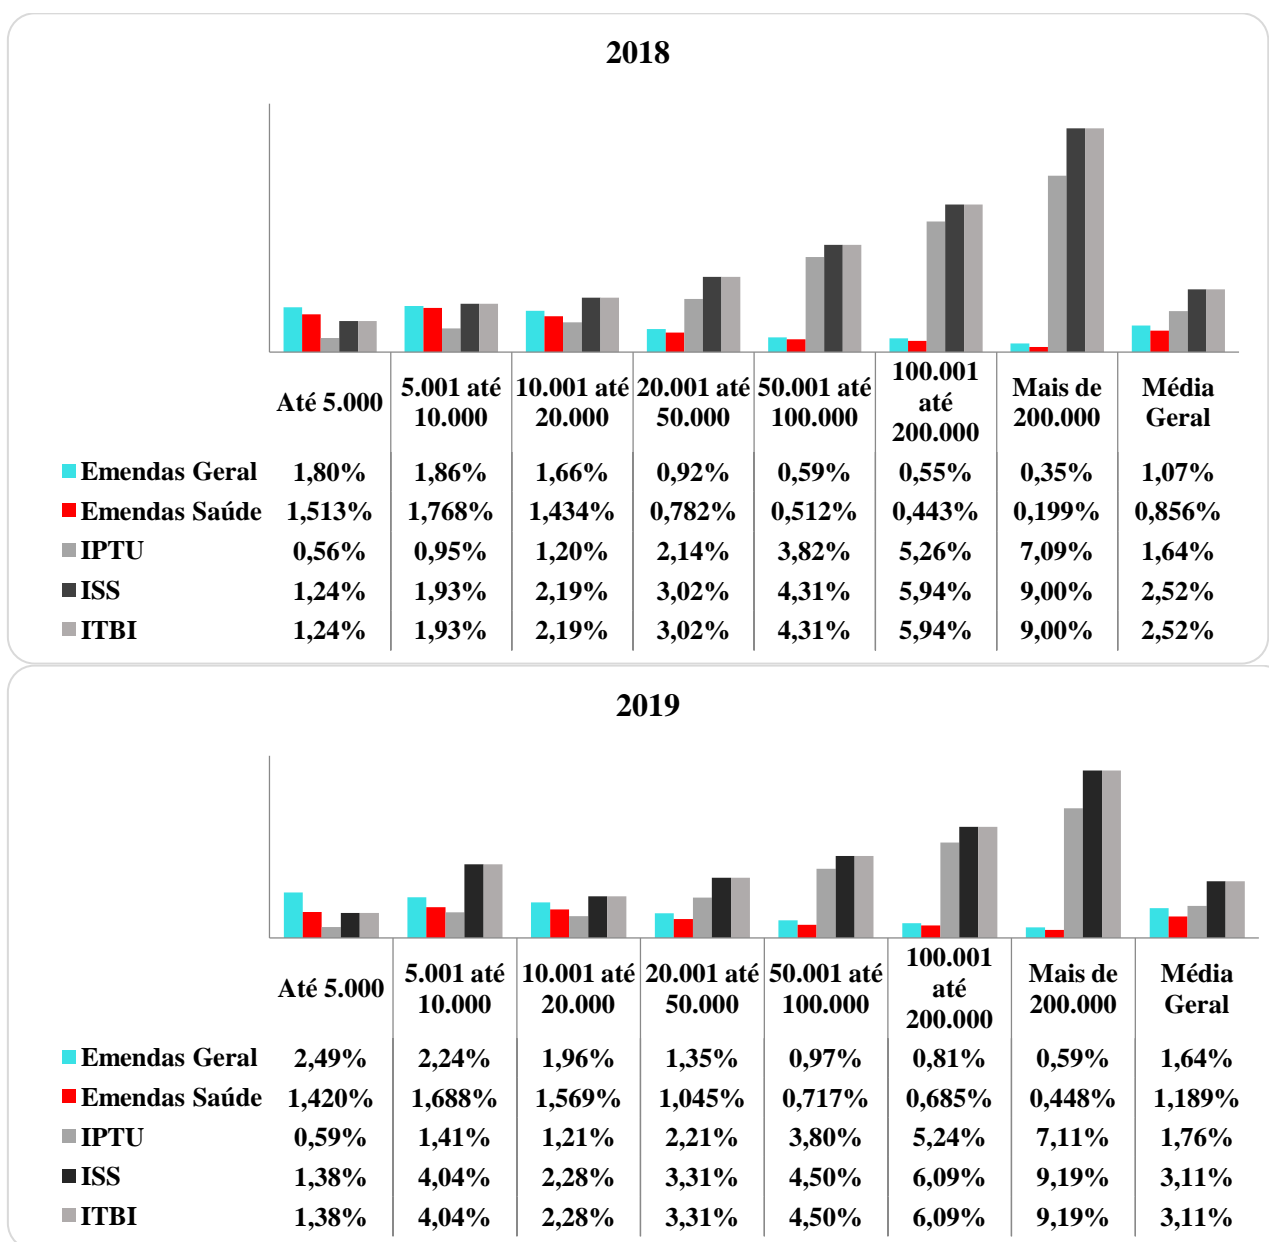 2018
Até 5.000 5.001 até 10.000 10.001 até 20.000 20.001 até 50.000 50.001 até 100.000 100.001 até 200.000 Mais de 200.000 Média Geral
Emendas Geral 1,80% 1,86% 1,66% 0,92% 0,59% 0,55% 0,35% 1,07%
Emendas Saúde 1,513% 1,768% 1,434% 0,782% 0,512% 0,443% 0,199% 0,856%
IPTU 0,56% 0,95% 1,20% 2,14% 3,82% 5,26% 7,09% 1,64%
ISS 1,24% 1,93% 2,19% 3,02% 4,31% 5,94% 9,00% 2,52%
ITBI 1,24% 1,93% 2,19% 3,02% 4,31% 5,94% 9,00% 2,52%
2019
Até 5.000 5.001 até 10.000 10.001 até 20.000 20.001 até 50.000 50.001 até 100.000 100.001 até 200.000 Mais de 200.000 Média Geral
Emendas Geral 2,49% 2,24% 1,96% 1,35% 0,97% 0,81% 0,59% 1,64%
Emendas Saúde 1,420% 1,688% 1,569% 1,045% 0,717% 0,685% 0,448% 1,189%
IPTU 0,59% 1,41% 1,21% 2,21% 3,80% 5,24% 7,11% 1,76%
ISS 1,38% 4,04% 2,28% 3,31% 4,50% 6,09% 9,19% 3,11%
ITBI 1,38% 4,04% 2,28% 3,31% 4,50% 6,09% 9,19% 3,11%